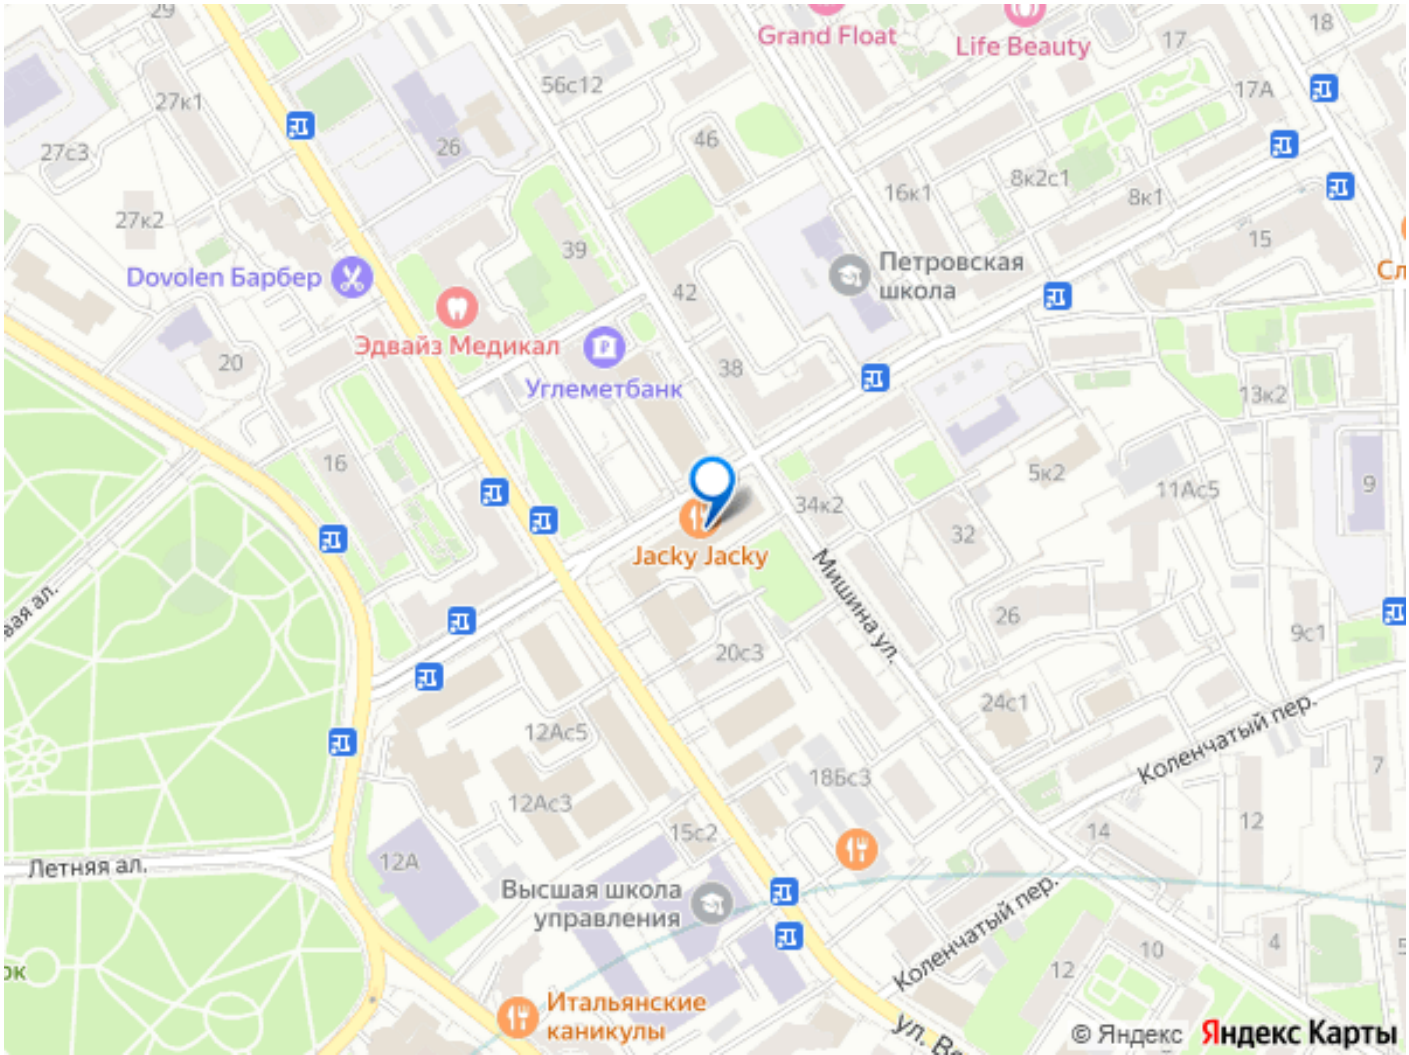 29
Grand Float
Life Beauty
17
18
56с12
27к1
17А
27с3
26
46
8к2с1
16к1
8к1
27к2
39
15
Петровская
школа
Dovolen Барбер
42
Эдвайз Медикал
20
38
Углеметбанк
13к2
16
5к2
11Ас5
9
34к2
32
Jacky Jacky
Мишина ул.
26
9с1
20с3
24с1
12Ас5
Коленчатый пер.
18Бс3
7
12Ас3
15с2
14
12
12А
Летняя ал.
Высшая школа
управления
Коленчатый пер.
10
4
12
Итальянские
каникулы
© Яндекс
Яндекс Карты